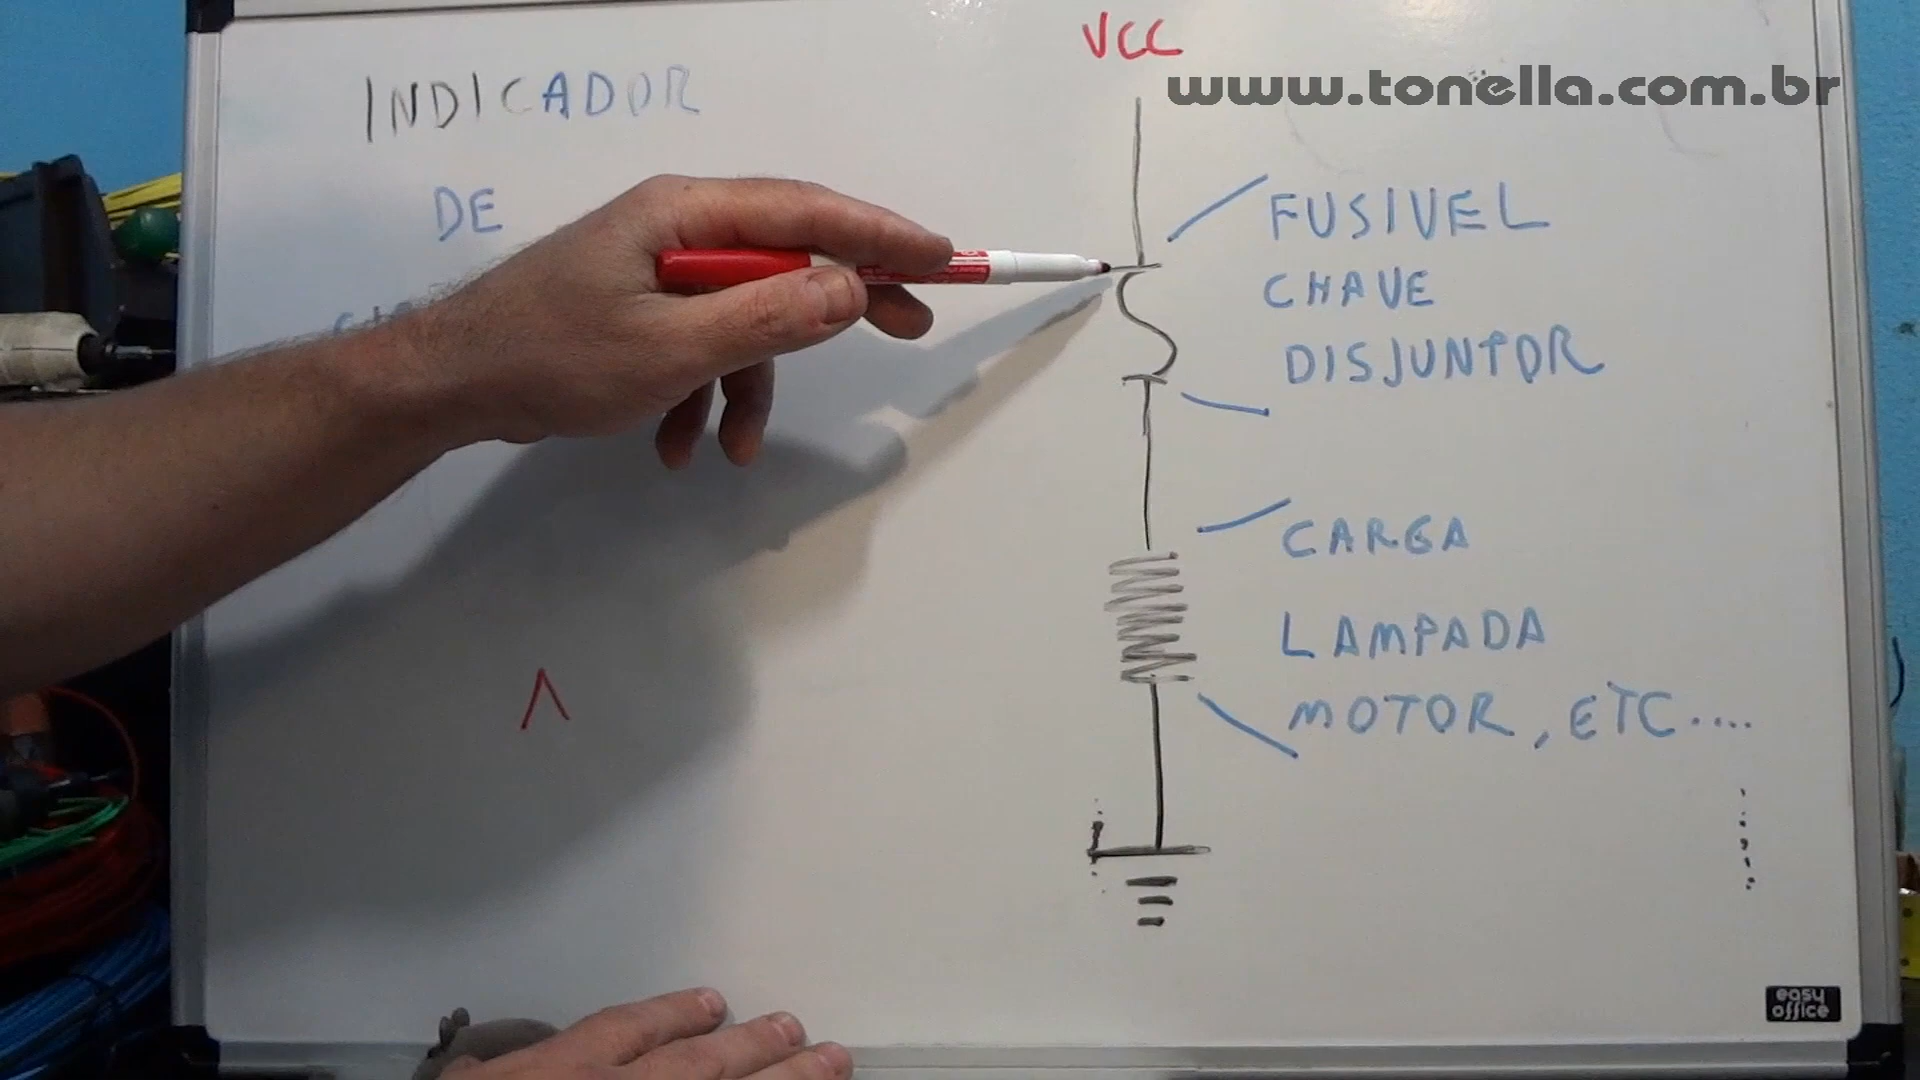 VCC
www.tonella.com.br
INDICADOR
DE
FUSIVEL
CHAVE
DISJUNTOR
CARGA
LAMPADA
MOTOR, ETC....
easy
office